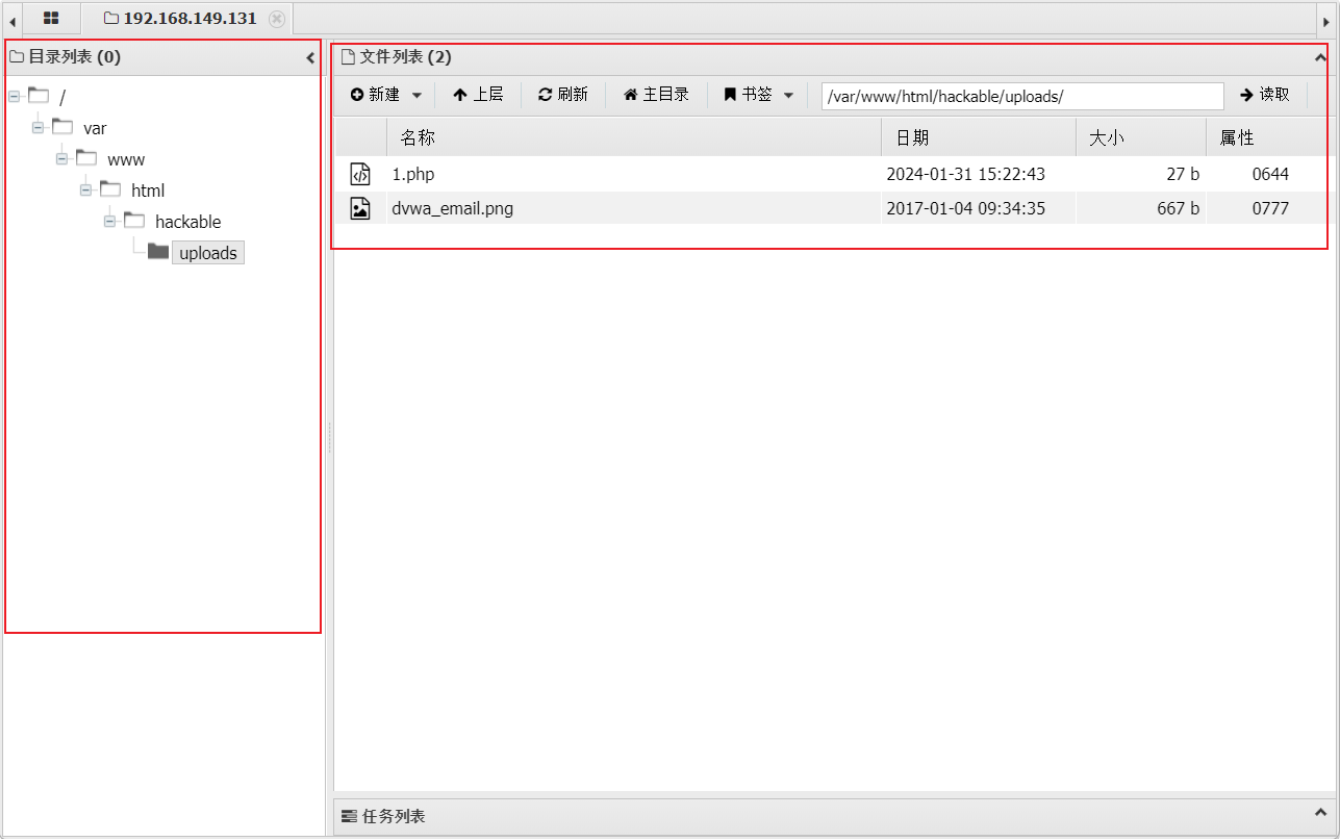 192.168.149.131
目录列表 (0)
/
var
www
html
hackable
uploads
文件列表 (2)
新建 上层 刷新 主目录 书签 /var/www/html/hackable/uploads/ 读取
名称 日期 大小 属性
1.php 2024-01-31 15:22:43 27 b 0644
dvwa_email.png 2017-01-04 09:34:35 667 b 0777
任务列表